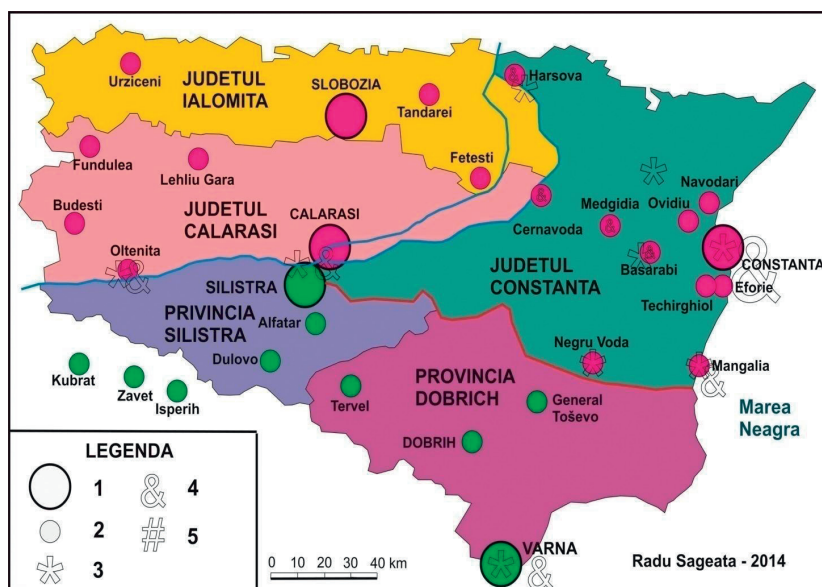 Urziceni
JUDETUL
IALOMITA
SLOBOZIA
Tandarei
Harsova
&
Fundulea
Lehliu Gara
Fetesti
Budesti
JUDETUL
CALARASI
CALARASI
&
Cernavoda
&
Medgidia
&
Ovidiu
Navodari
Oltenita
&
Basarabi
&
CONSTANTA
&
SILISTRA
JUDETUL
CONSTANTA
Techirghiol
Eforie
PRIVINCIA
SILISTRA
Alfatar
Dulovo
Negru Voda
Mangalia
&
Kubrat
Zavet
Isperih
Tervel
PROVINCIA
DOBRICH
General
Toševo
DOBRIH
Marea
Neagra
LEGENDA
1
& 4
2
# 5
* 3
0 10 20 30 40 km
VARNA
&
Radu Sageata - 2014